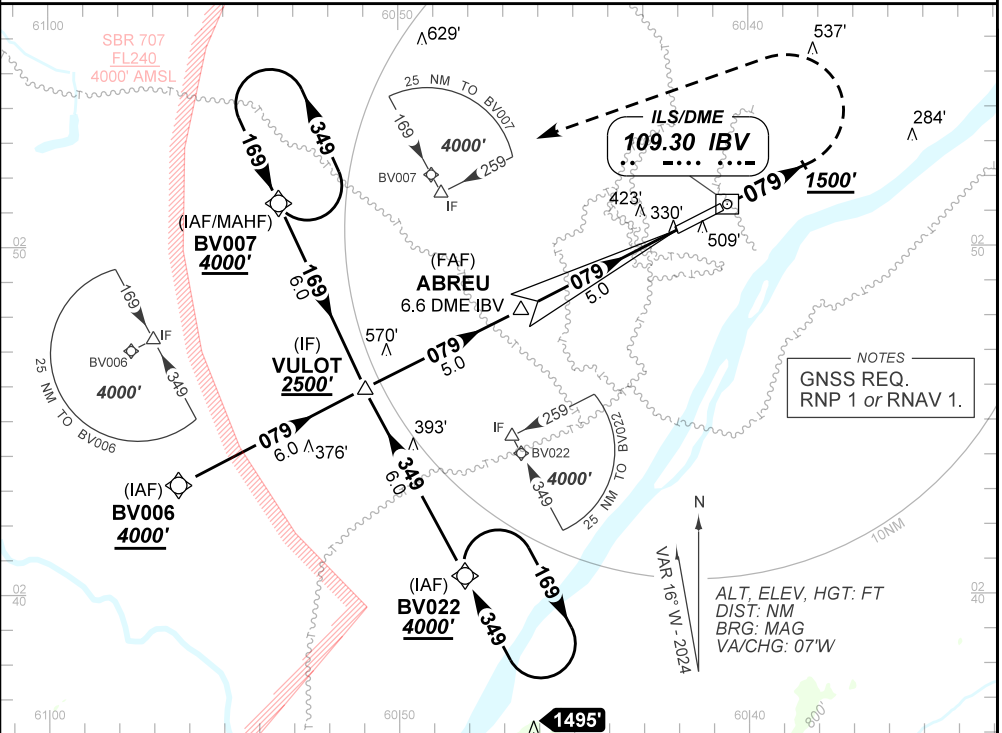 61 00
60 50
60 40
SBR 707
FL240
4000' AMSL
629'
537'
284'
25 NM TO BV007
169
4000'
259
BV007
IF
ILS/DME
109.30 IBV
.. -... ...-
349
169
079
1500'
423'
330'
509'
(IAF/MAHF)
BV007
4000'
02
50
(FAF)
ABREU
6.6 DME IBV
079
5.0
169
6.0
169
IF
BV006
4000'
349
25 NM TO BV006
570'
(IF)
VULOT
2500'
079
5.0
NOTES
GNSS REQ.
RNP 1 or RNAV 1.
079
6.0
376'
393'
349
6.0
259
IF
BV022
4000'
349
25 NM TO BV022
(IAF)
BV006
4000'
10NM
N
VAR 16° W - 2024
(IAF)
BV022
4000'
169
349
02
40
02
40
ALT, ELEV, HGT: FT
DIST: NM
BRG: MAG
VA/CHG: 07'W
1495'
800'
61 00
60 50
60 40
02
50